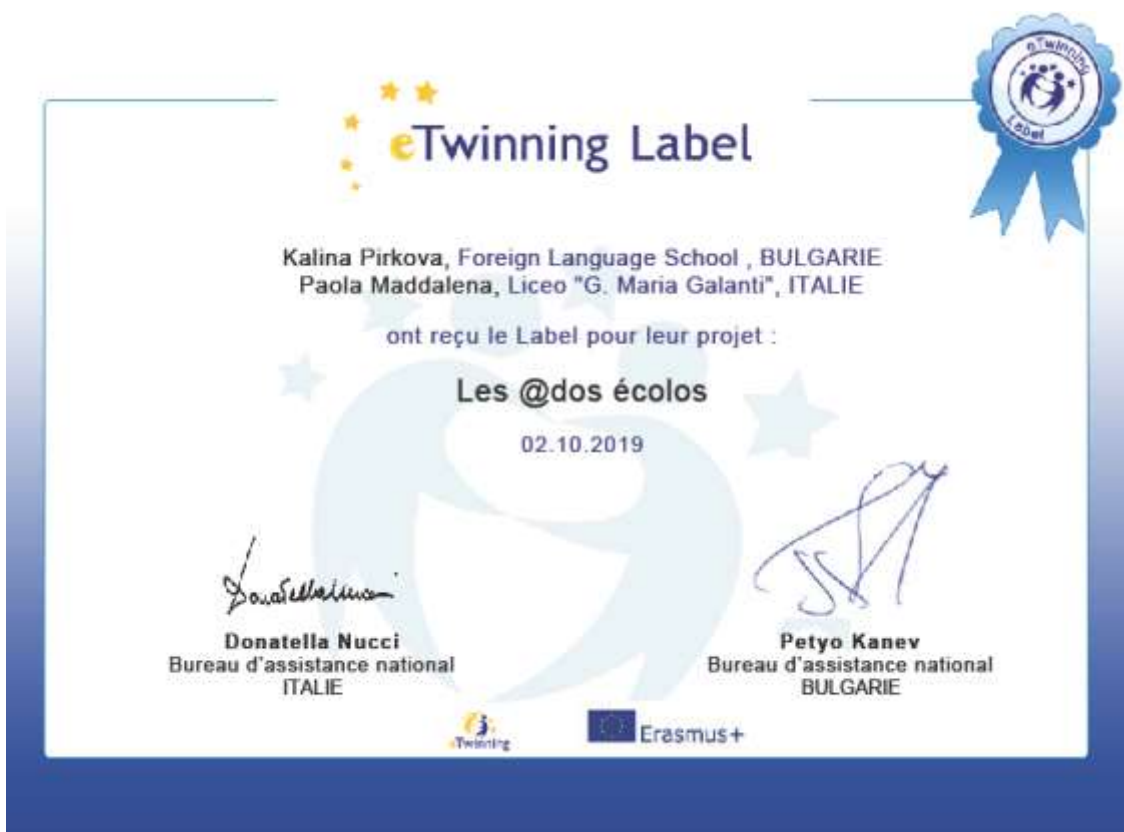 eTwinning
Label
eTwinning Label
Kalina Pirkova, Foreign Language School , BULGARIE
Paola Maddalena, Liceo "G. Maria Galanti", ITALIE
ont reçu le Label pour leur projet :
Les @dos écolos
02.10.2019
Donatella Nucci
Bureau d'assistance national
ITALIE
Petyo Kanev
Bureau d'assistance national
BULGARIE
eTwinning
Erasmus+